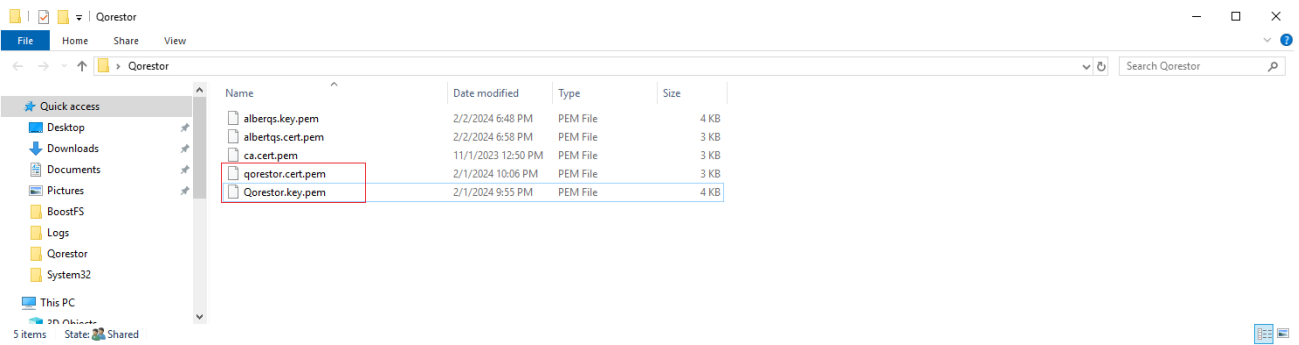 Qorestor
File Home Share View
Qorestor Search Qorestor
Name Date modified Type Size
Quick access
Desktop
Downloads
Documents
Pictures
BoostFS
Logs
Qorestor
System32
This PC
3D Objects
alberqs.key.pem 2/2/2024 6:48 PM PEM File 4 KB
albertqs.cert.pem 2/2/2024 6:58 PM PEM File 3 KB
ca.cert.pem 11/1/2023 12:50 PM PEM File 3 KB
qorestor.cert.pem 2/1/2024 10:06 PM PEM File 3 KB
Qorestor.key.pem 2/1/2024 9:55 PM PEM File 4 KB
5 items State: Shared